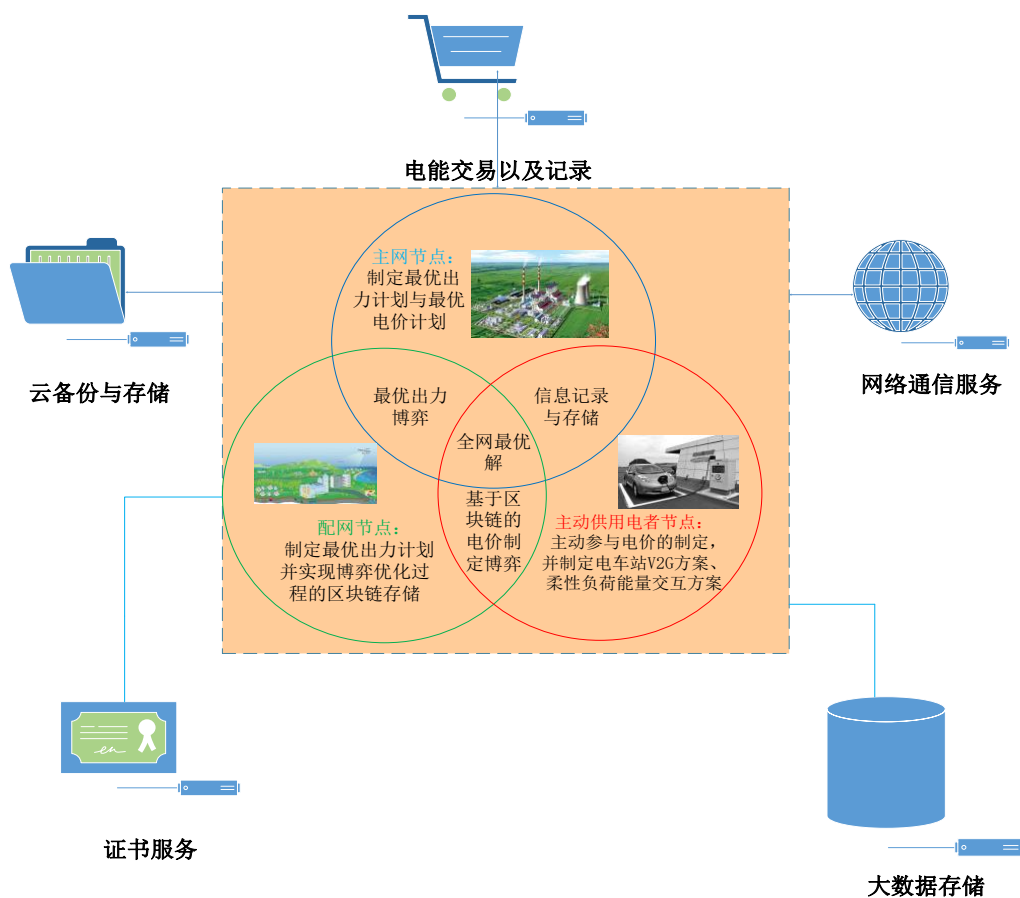 电能交易以及记录
主网节点：
制定最优出
力计划与最优
电价计划
云备份与存储
网络通信服务
最优出力
博弈
信息记录
与存储
全网最优
解
基于区
块链的
电价制
定博弈
配网节点：
制定最优出力计划
并实现博弈优化过
程的区块链存储
主动供用电者节点：
主动参与电价的制定，
并制定电车站V2G方案、
柔性负荷能量交互方案
证书服务
大数据存储